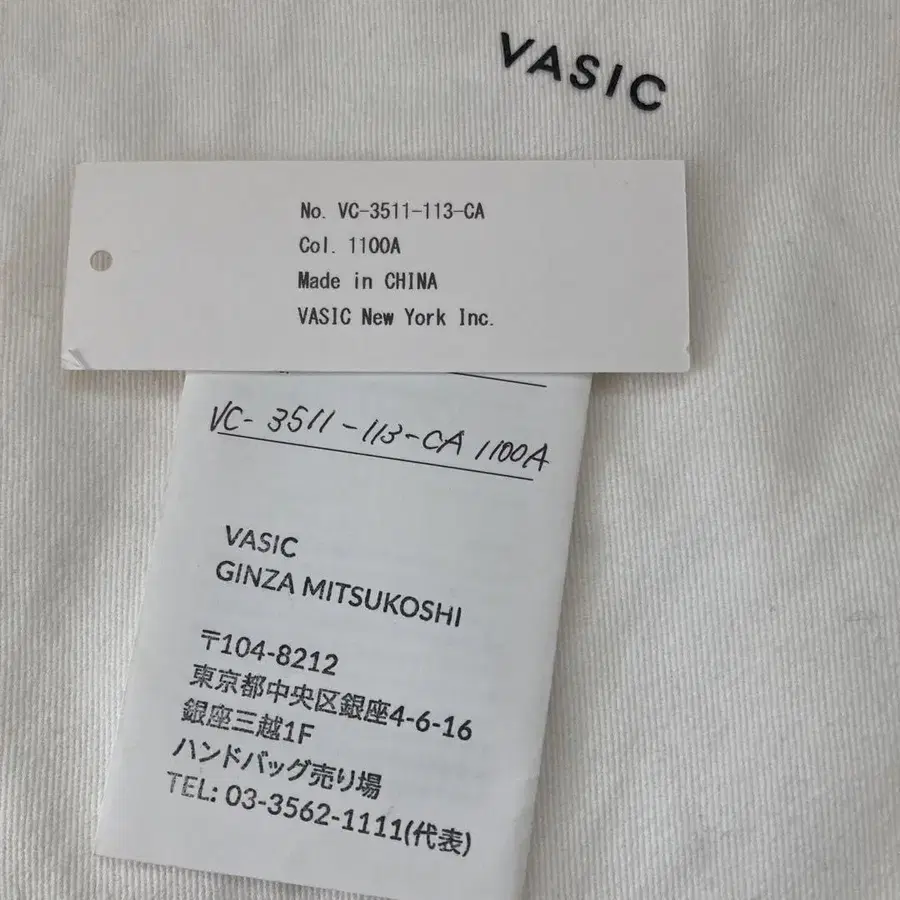 VASIC
No. VC-3511-113-CA
Col. 1100A
Made in CHINA
VASIC New York Inc.
VC-3511-113-CA 1100A
VASIC
GINZA MITSUKOSHI
〒104-8212
東京都中央区銀座4-6-16
銀座三越1F
ハンドバッグ売り場
TEL: 03-3562-1111(代表)